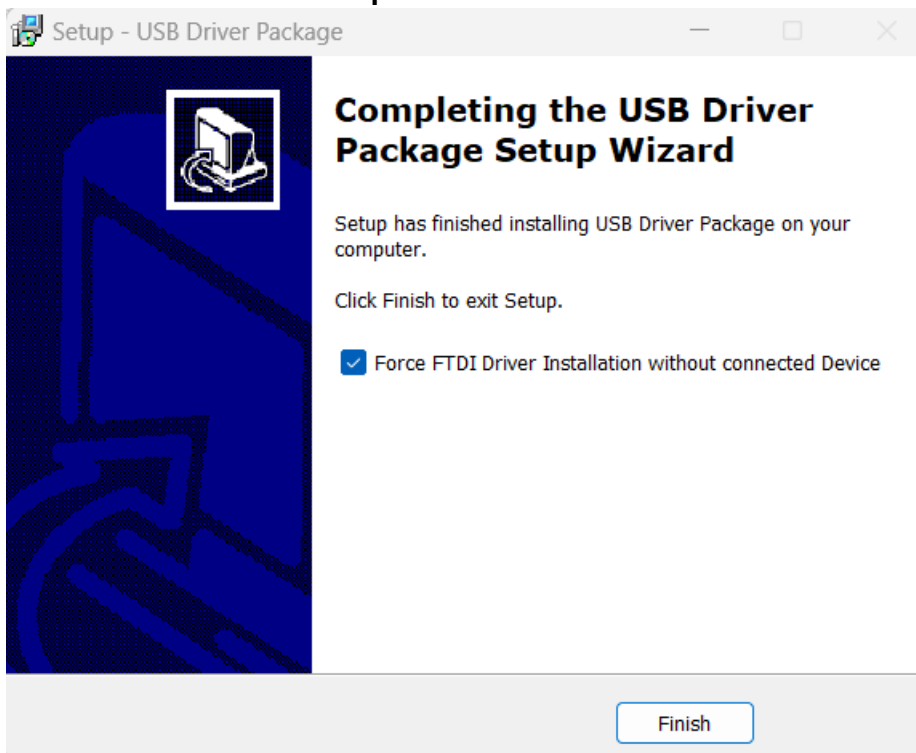 Setup - USB Driver Package
Completing the USB Driver
Package Setup Wizard
Setup has finished installing USB Driver Package on your
computer.
Click Finish to exit Setup.
Force FTDI Driver Installation without connected Device
Finish